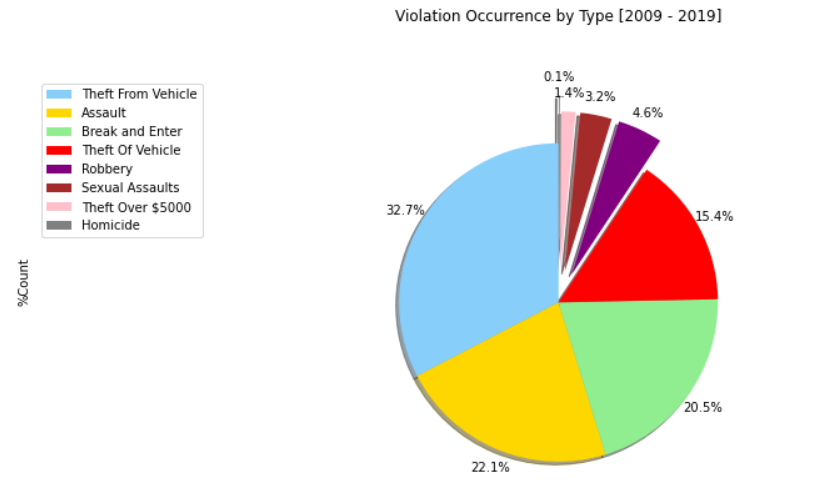 Violation Occurrence by Type [2009 - 2019]
Theft From Vehicle
Assault
Break and Enter
Theft Of Vehicle
Robbery
Sexual Assaults
Theft Over $5000
Homicide
%Count
0.1%
1.4%
3.2%
4.6%
32.7%
15.4%
20.5%
22.1%